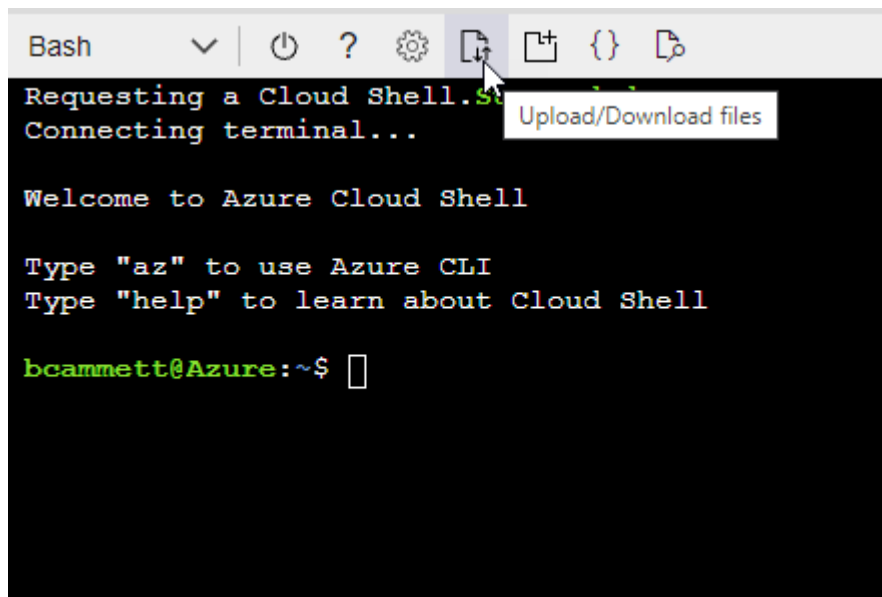 Bash
Requesting a Cloud Shell.
Upload/Download files
Connecting terminal...
Welcome to Azure Cloud Shell
Type "az" to use Azure CLI
Type "help" to learn about Cloud Shell
bcammett@Azure:~$